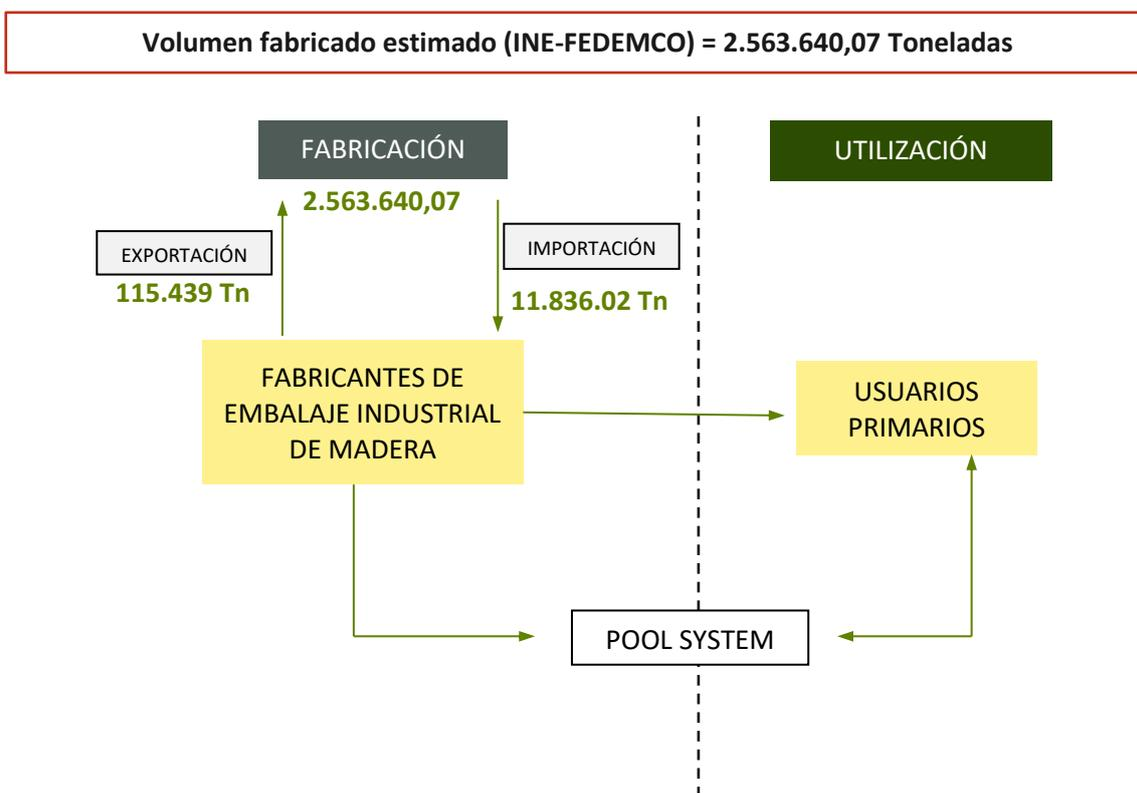 Volumen fabricado estimado (INE-FEDEMCO) = 2.563.640,07 Toneladas
FABRICACIÓN
UTILIZACIÓN
2.563.640,07
EXPORTACIÓN
IMPORTACIÓN
115.439 Tn
11.836.02 Tn
FABRICANTES DE
EMBALAJE INDUSTRIAL
DE MADERA
USUARIOS
PRIMARIOS
POOL SYSTEM